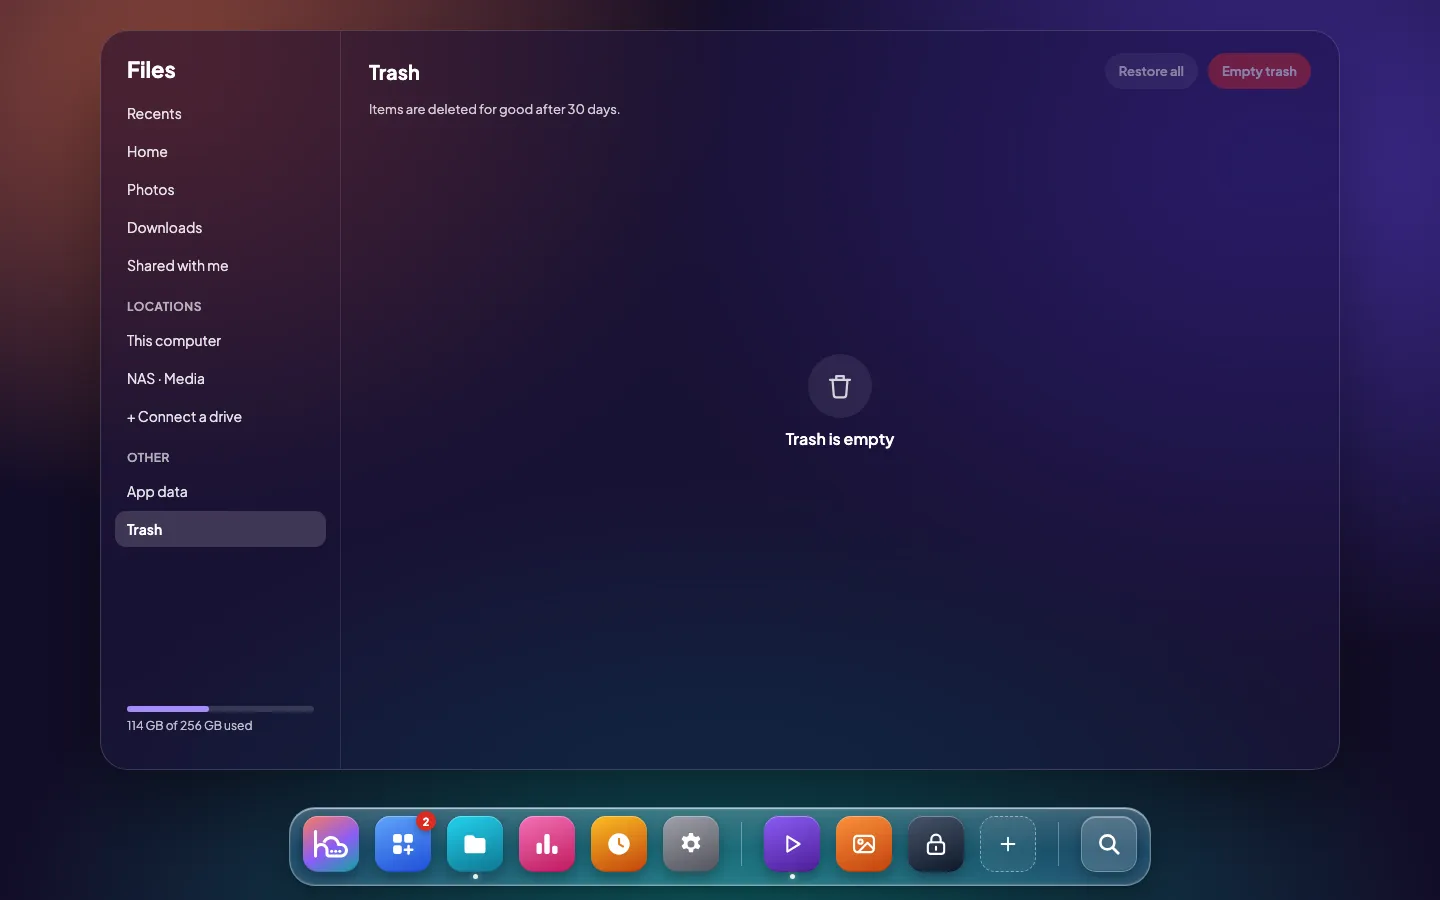 Files
Recents
Home
Photos
Downloads
Shared with me
LOCATIONS
This computer
NAS · Media
+ Connect a drive
OTHER
App data
Trash
114 GB of 256 GB used
Trash
Items are deleted for good after 30 days.
Restore all
Empty trash
Trash is empty
h
2